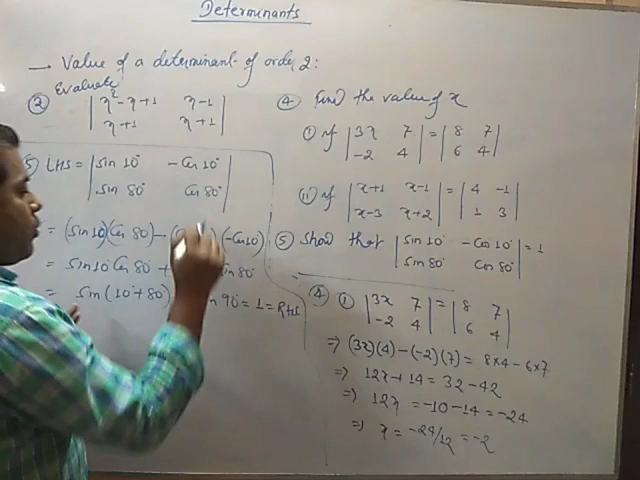 Determinants
→ Value of a determinant of order 2:
Evaluate
② | x²-x+1  x-1 |
| x+1  x+1 |
⑤ LHS = | sin 10°  -Cos 10° |
| sin 80°  Cos 80° |
= (sin 10)(Cos 80) - (-Cos 10)
= sin 10° Cos 80° + sin 80°
= sin (10°+80°) 90° = 1 = RHS
④ Find the value of x
① If | 3x  7 | = | 8  7 |
| -2  4 |   | 6  4 |
⑪ If | x+1  x-1 | = | 4  -1 |
| x-3  x+2 |   | 1  3 |
⑤ Show that | sin 10°  -Cos 10° | = 1
| sin 80°  Cos 80° |
④ ① | 3x  7 | = | 8  7 |
| -2  4 |   | 6  4 |
⇒ (3x)(4) - (-2)(7) = 8×4 - 6×7
⇒ 12x + 14 = 32 - 42
⇒ 12x = -10 - 14 = -24
⇒ x = -24/12 = -2